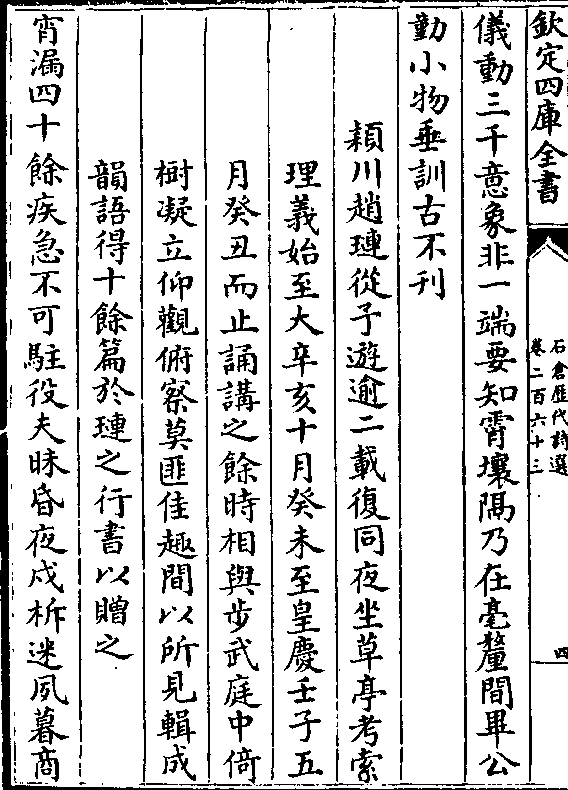 欽定四庫全書
石倉歷代詩選
卷二百六十三
四
儀動三千意象非一端要知霄壤隔乃在毫釐間畢公
勤小物垂訓古不刋
穎川趙璉從予遊逾二載復同夜坐草亭考索
理義始至大辛亥十月癸未至皇慶壬子五
月癸丑而止誦講之餘時相與步武庭中倚
樹凝立仰觀俯察莫匪佳趣間以所見輯成
韻語得十餘篇於璉之行書以贈之
宵漏四十餘疾急不可駐役夫昧昏夜戍柝迷夙暮商